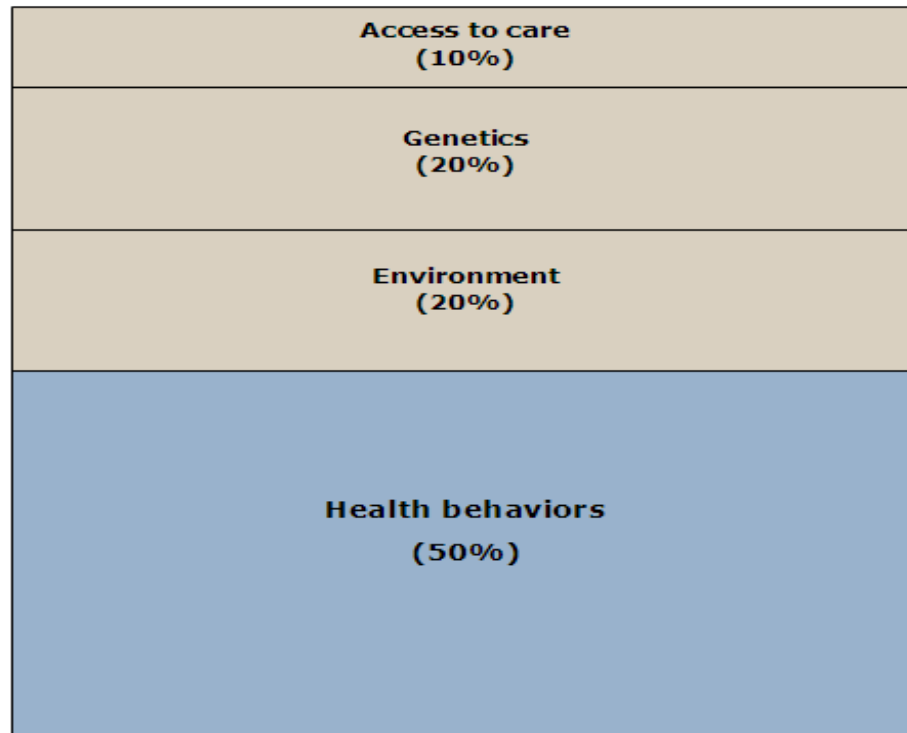 Access to care
(10%)
Genetics
(20%)
Environment
(20%)
Health behaviors
(50%)